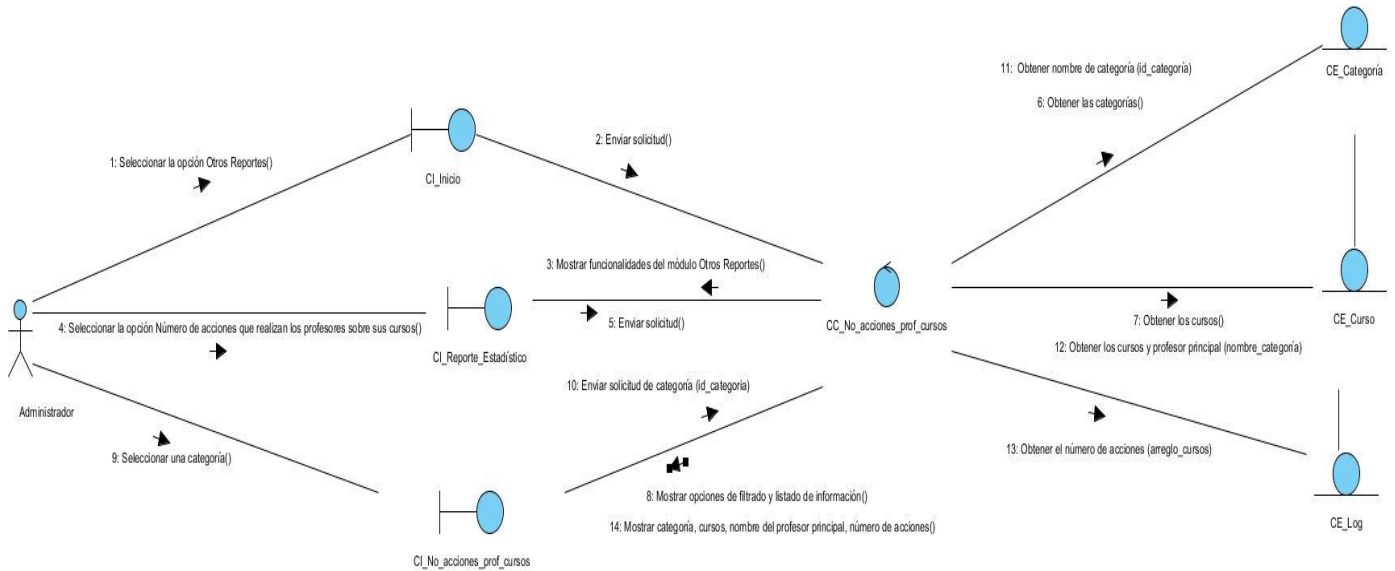 CE_Categoría
11: Obtener nombre de categoría (id_categoría)
6: Obtener las categorías()
1: Seleccionar la opción Otros Reportes()
2: Enviar solicitud()
CI_Inicio
3: Mostrar funcionalidades del módulo Otros Reportes()
4: Seleccionar la opción Número de acciones que realizan los profesores sobre sus cursos()
5: Enviar solicitud()
CC_No_acciones_prof_cursos
7: Obtener los cursos()
CE_Curso
12: Obtener los cursos y profesor principal (nombre_categoría)
CI_Reporte_Estadístico
10: Enviar solicitud de categoría (id_categoria)
Administrador
9: Seleccionar una categoría()
13: Obtener el número de acciones (arreglo_cursos)
8: Mostrar opciones de filtrado y listado de información()
14: Mostrar categoría, cursos, nombre del profesor principal, número de acciones()
CE_Log
CI_No_acciones_prof_cursos